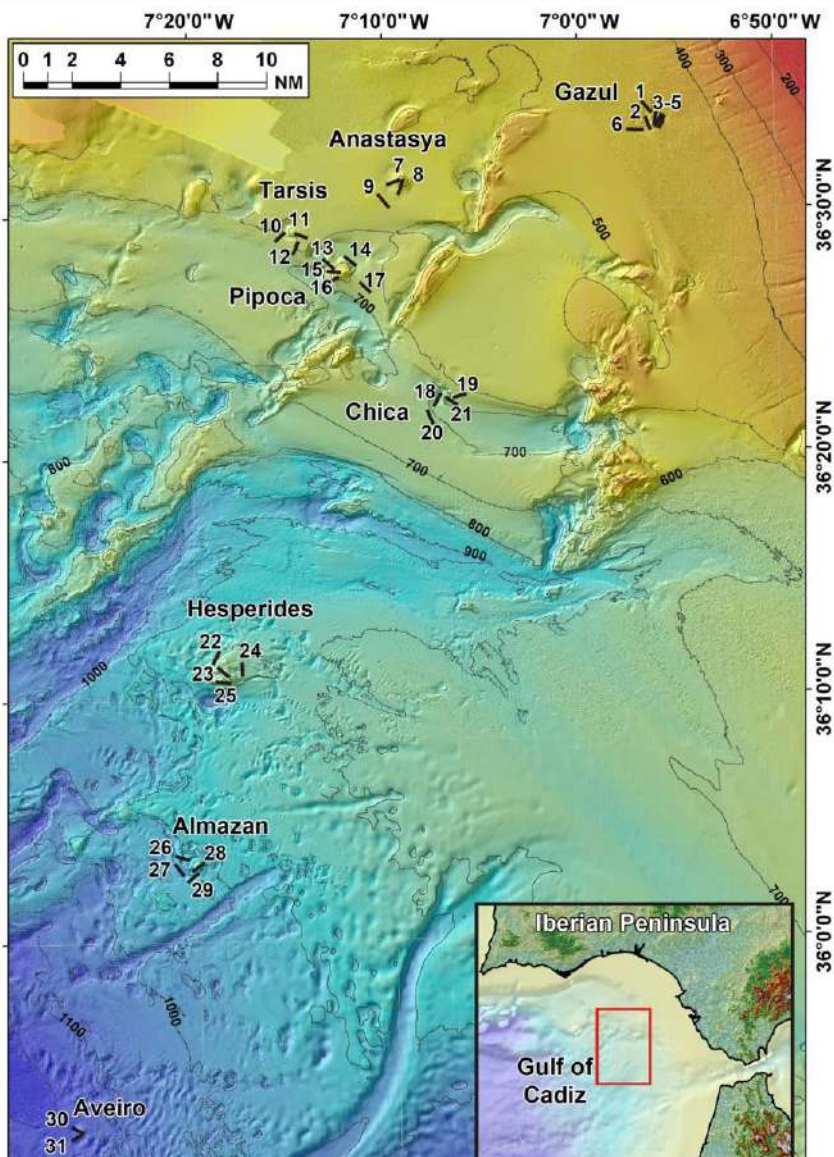 7°20'0"W 7°10'0"W 7°0'0"W 6°50'0"W
0 1 2 4 6 8 10
NM
400
300
200
Gazul
1
2
3-5
6
Anastasya
7
8
9
36°30'0"N
500
Tarsis
10
11
12
13
14
15
16
17
Pipoca
700
18
19
Chica
20
21
700
36°20'0"N
800
700
600
800
900
Hesperides
22
24
23
25
1000
36°10'0"N
Almazan
26
28
27
29
700
36°0'0"N
1000
1100
Aveiro
30
31
Iberian Peninsula
Gulf of
Cadiz